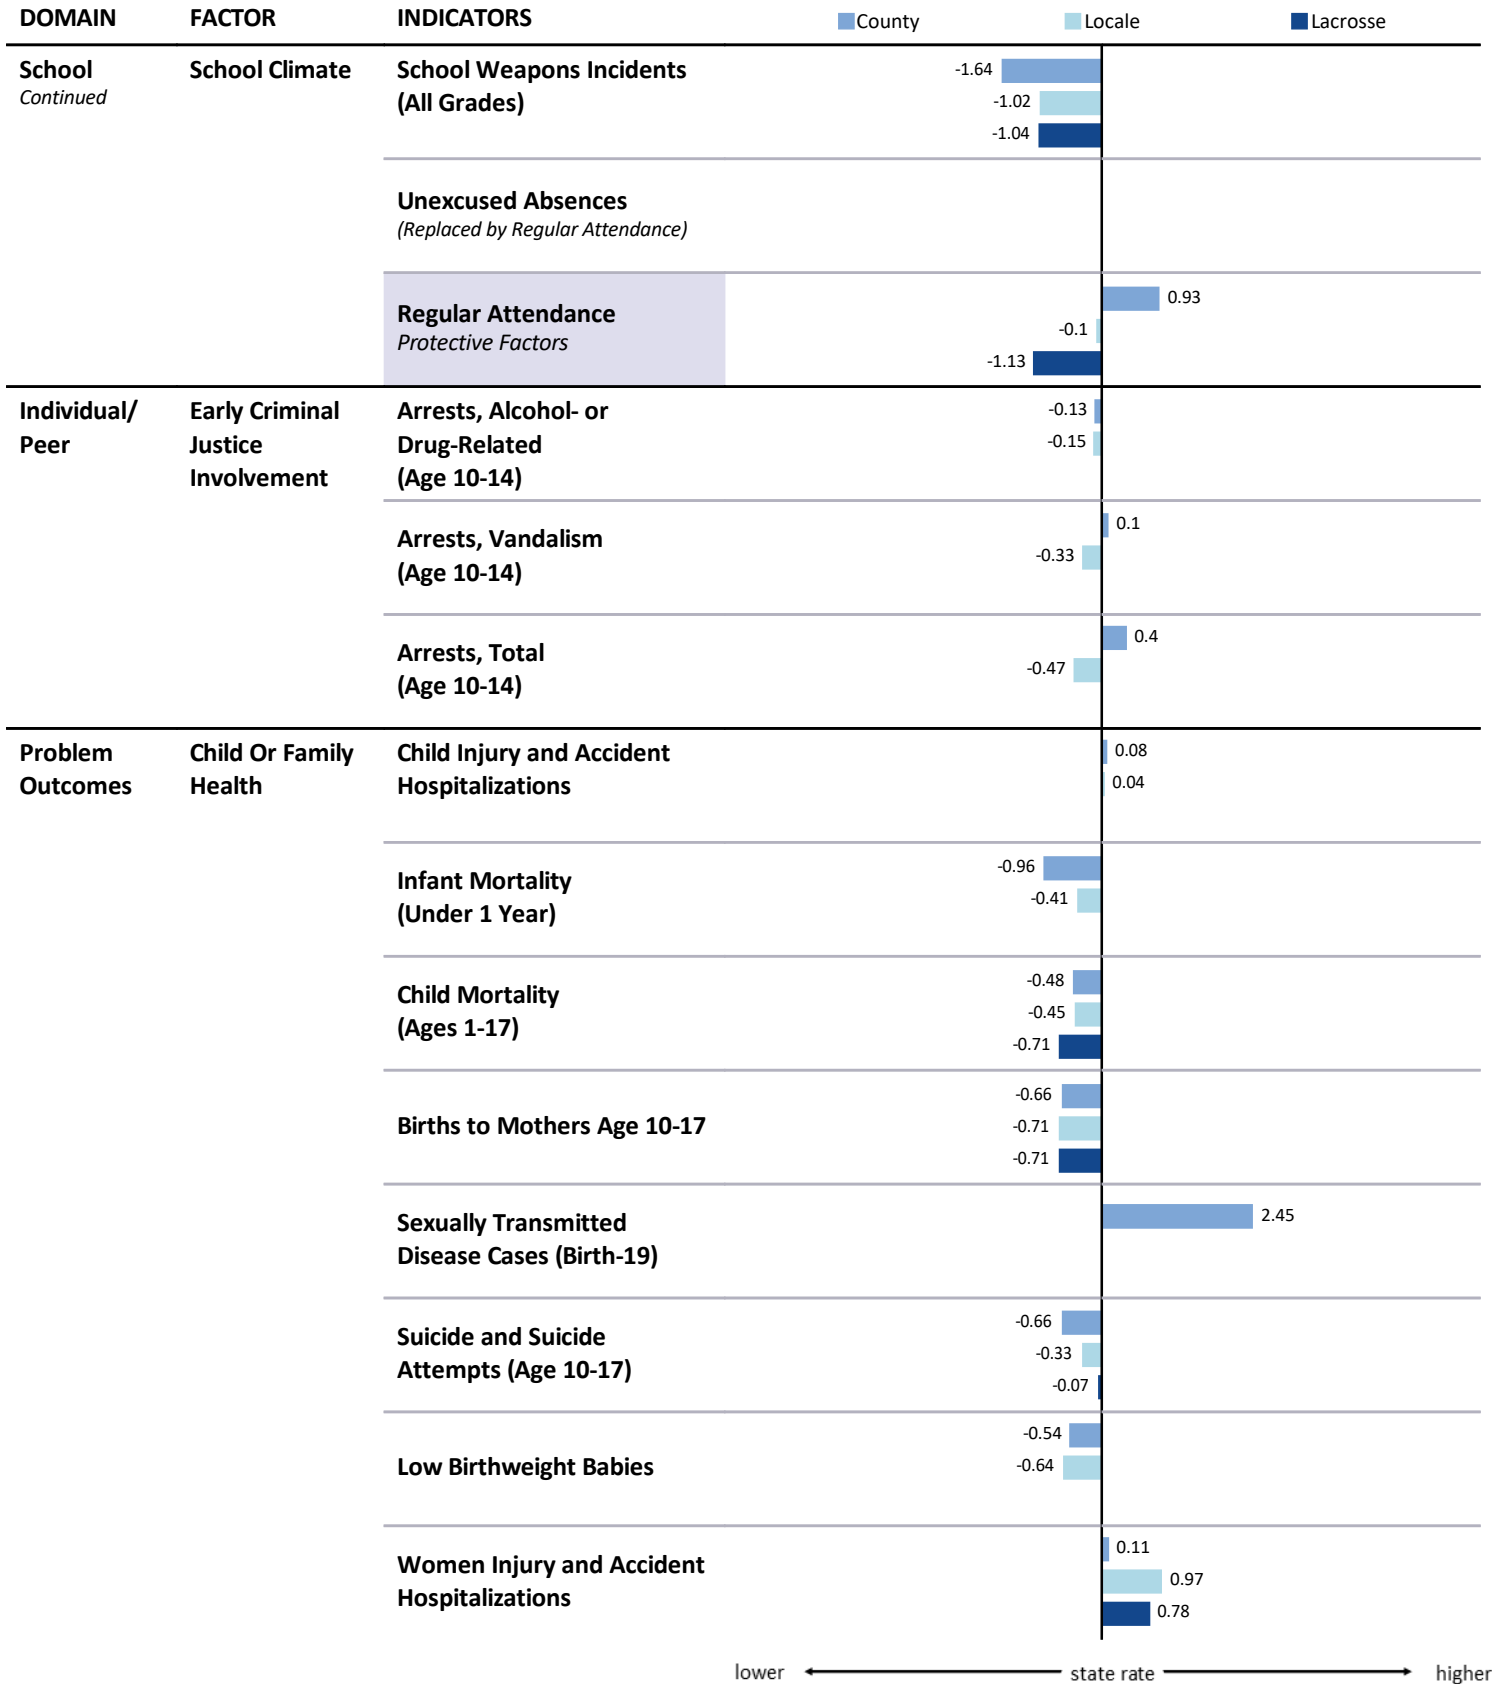 DOMAIN FACTOR INDICATORS County Locale Lacrosse
School School Climate School Weapons Incidents -1.64
Continued (All Grades) -1.02
-1.04
Unexcused Absences
(Replaced by Regular Attendance)
0.93
Regular Attendance -0.1
Protective Factors -1.13
Individual/ Early Criminal Arrests, Alcohol- or -0.13
Peer Justice Drug-Related -0.15
Involvement (Age 10-14)
0.1
Arrests, Vandalism -0.33
(Age 10-14)
0.4
Arrests, Total -0.47
(Age 10-14)
Problem Child Or Family Child Injury and Accident 0.08
Outcomes Health Hospitalizations 0.04
-0.96
Infant Mortality -0.41
(Under 1 Year)
-0.48
Child Mortality -0.45
(Ages 1-17) -0.71
-0.66
Births to Mothers Age 10-17 -0.71
-0.71
Sexually Transmitted 2.45
Disease Cases (Birth-19)
-0.66
Suicide and Suicide -0.33
Attempts (Age 10-17) -0.07
-0.54
Low Birthweight Babies -0.64
0.11
Women Injury and Accident 0.97
Hospitalizations 0.78
lower state rate higher